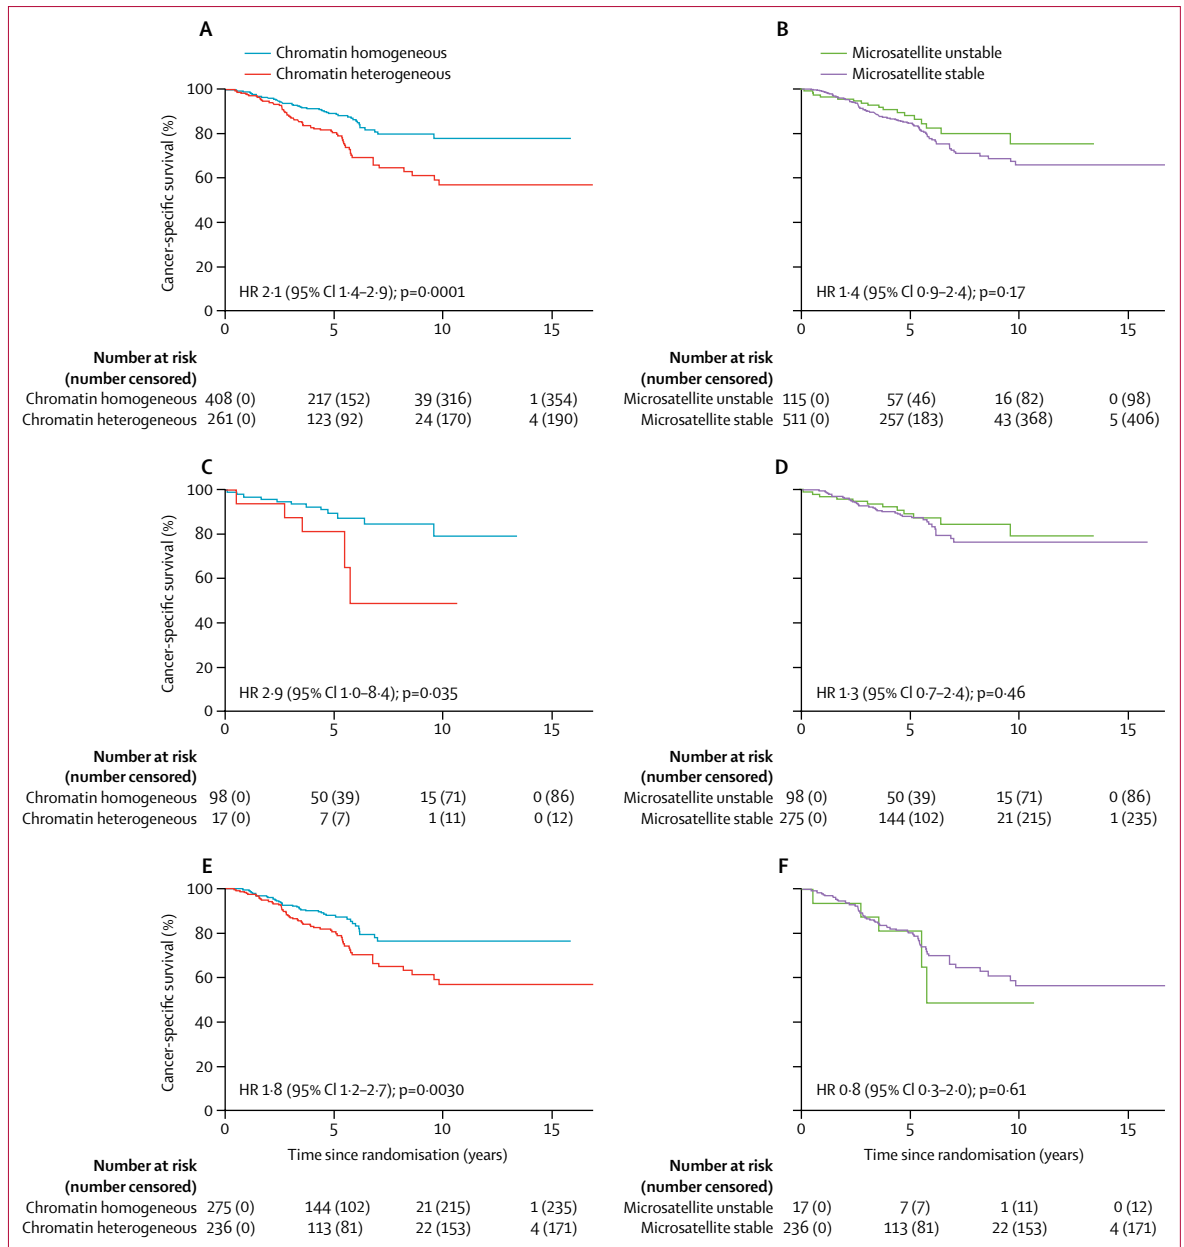 A
Chromatin homogeneous
Chromatin heterogeneous
Cancer-specific survival (%)
100
80
60
40
20
0
HR 2·1 (95% CI 1·4–2·9); p=0·0001
0 5 10 15
Number at risk
(number censored)
Chromatin homogeneous 408 (0) 217 (152) 39 (316) 1 (354)
Chromatin heterogeneous 261 (0) 123 (92) 24 (170) 4 (190)
B
Microsatellite unstable
Microsatellite stable
HR 1·4 (95% CI 0·9–2·4); p=0·17
0 5 10 15
Number at risk
(number censored)
Microsatellite unstable 115 (0) 57 (46) 16 (82) 0 (98)
Microsatellite stable 511 (0) 257 (183) 43 (368) 5 (406)
C
Cancer-specific survival (%)
100
80
60
40
20
0
HR 2·9 (95% CI 1·0–8·4); p=0·035
0 5 10 15
Number at risk
(number censored)
Chromatin homogeneous 98 (0) 50 (39) 15 (71) 0 (86)
Chromatin heterogeneous 17 (0) 7 (7) 1 (11) 0 (12)
D
HR 1·3 (95% CI 0·7–2·4); p=0·46
0 5 10 15
Number at risk
(number censored)
Microsatellite unstable 98 (0) 50 (39) 15 (71) 0 (86)
Microsatellite stable 275 (0) 144 (102) 21 (215) 1 (235)
E
Cancer-specific survival (%)
100
80
60
40
20
0
HR 1·8 (95% CI 1·2–2·7); p=0·0030
0 5 10 15
Time since randomisation (years)
Number at risk
(number censored)
Chromatin homogeneous 275 (0) 144 (102) 21 (215) 1 (235)
Chromatin heterogeneous 236 (0) 113 (81) 22 (153) 4 (171)
F
HR 0·8 (95% CI 0·3–2·0); p=0·61
0 5 10 15
Time since randomisation (years)
Number at risk
(number censored)
Microsatellite unstable 17 (0) 7 (7) 1 (11) 0 (12)
Microsatellite stable 236 (0) 113 (81) 22 (153) 4 (171)